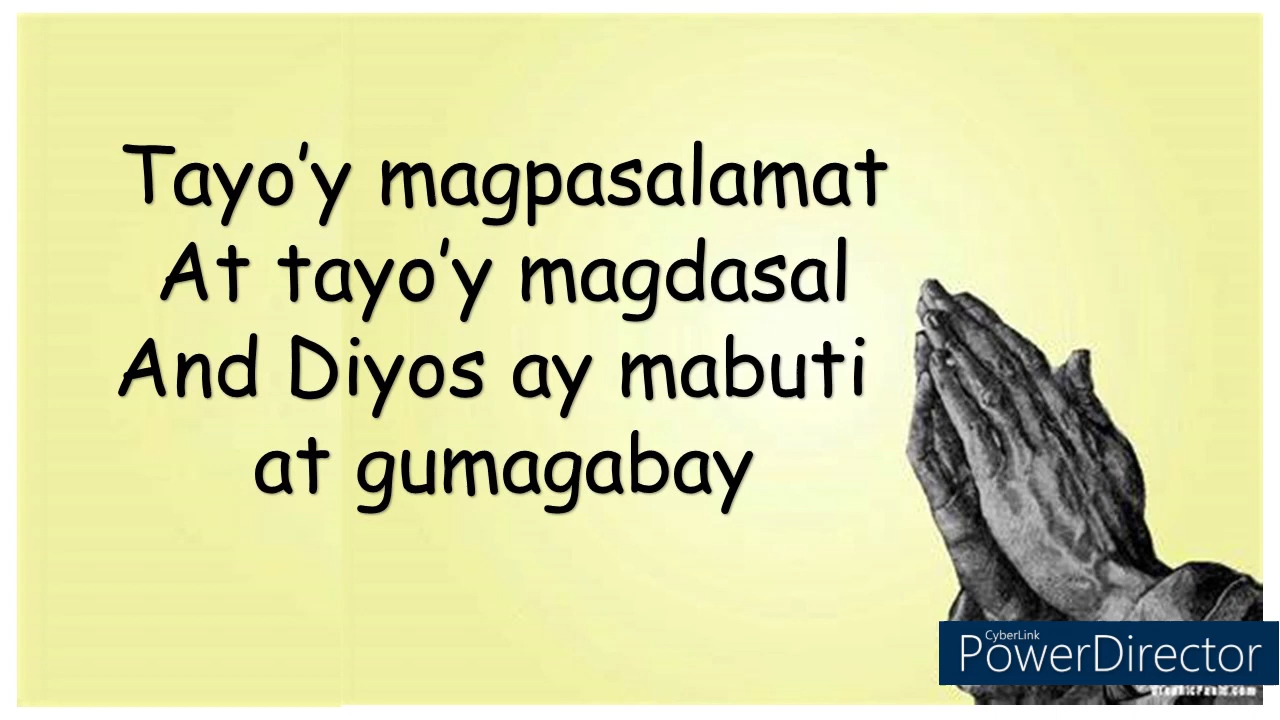 Tayo’y magpasalamat
At tayo’y magdasal
And Diyos ay mabuti
at gumagabay
CyberLink
PowerDirector